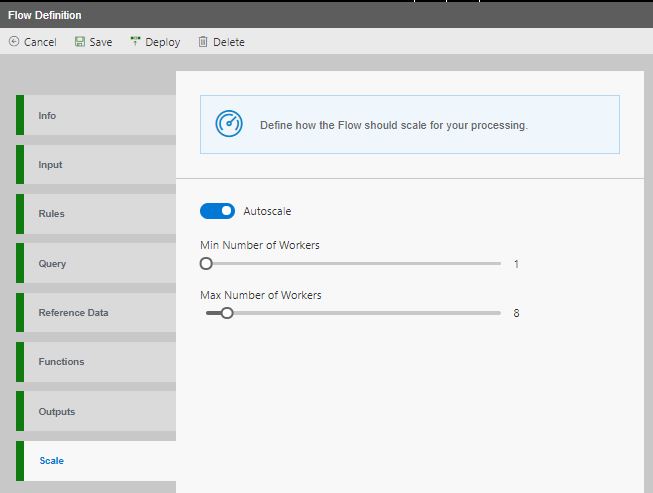 Flow Definition
Cancel Save Deploy Delete
Info
Define how the Flow should scale for your processing.
Input
Rules
Autoscale
Query
Min Number of Workers
1
Reference Data
Max Number of Workers
8
Functions
Outputs
Scale